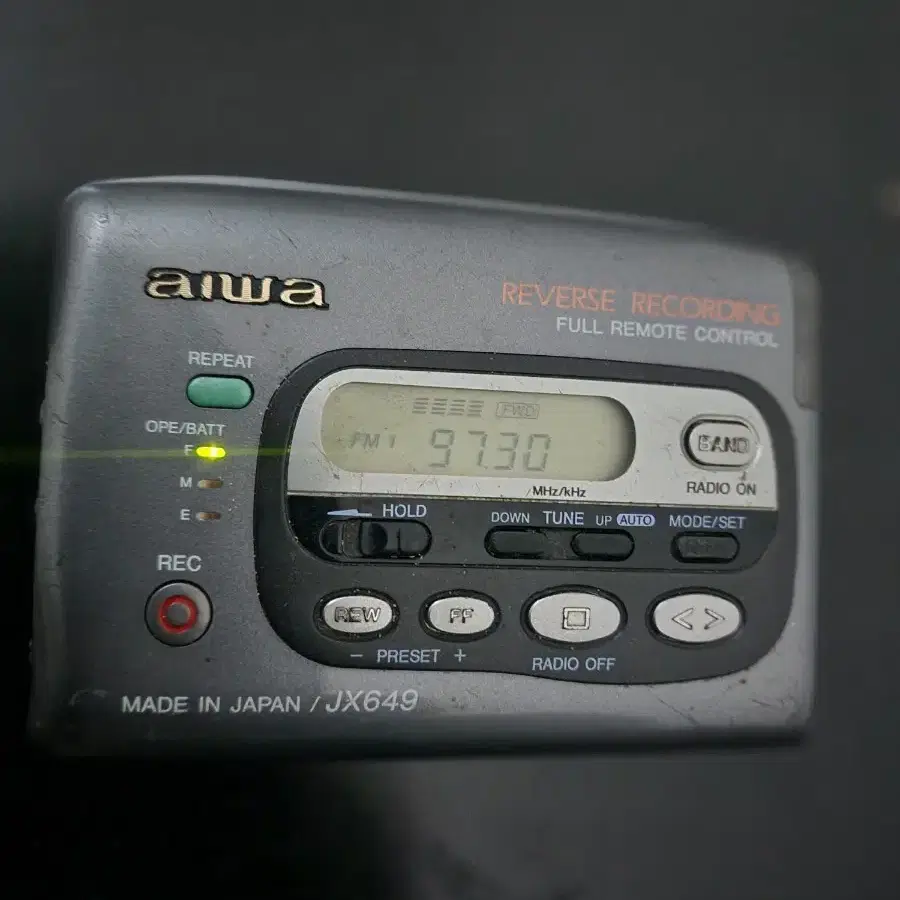 aiwa
REVERSE RECORDING
FULL REMOTE CONTROL
REPEAT
OPE/BATT
F
M
E
FWD
FM 1 97.30
MHz/kHz
BAND
RADIO ON
HOLD
DOWN TUNE UP AUTO
MODE/SET
REC
REW
FF
− PRESET +
RADIO OFF
MADE IN JAPAN / JX649